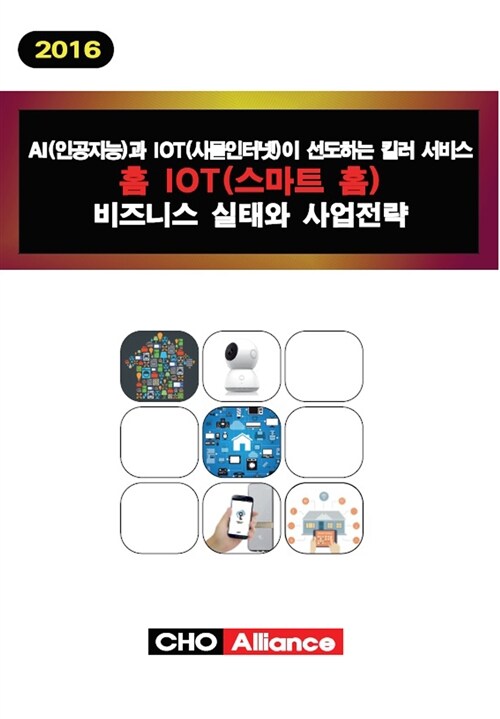 2016
AI(인공지능)과 IOT(사물인터넷)이 선도하는 킬러 서비스
홈 IOT(스마트 홈)
비즈니스 실태와 사업전략
CHO Alliance